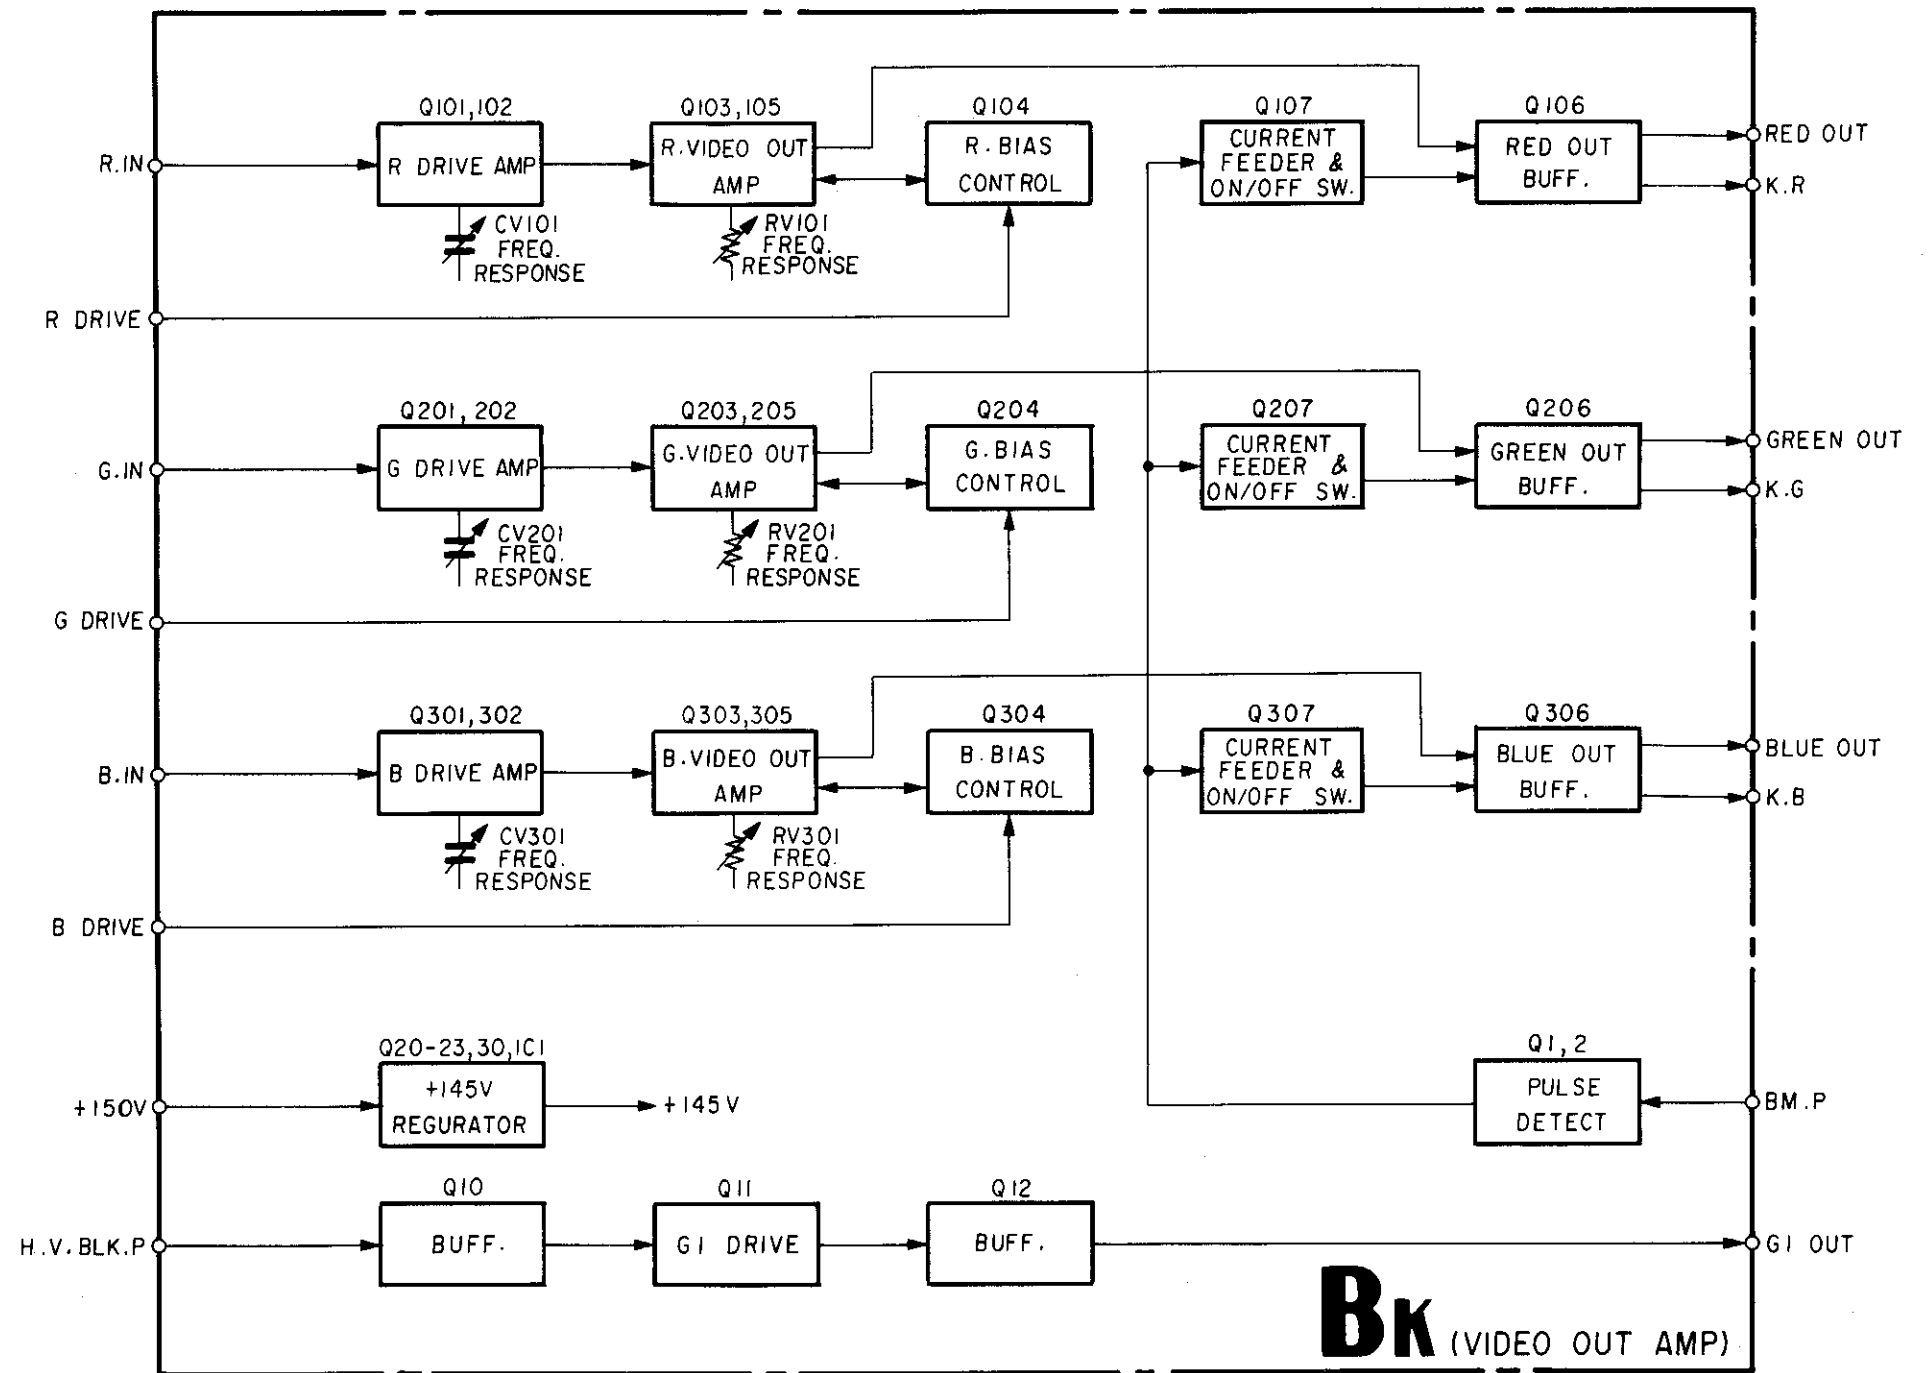 Q101,102
R DRIVE AMP
R.IN
CV101
FREQ.
RESPONSE
Q103,105
R.VIDEO OUT
AMP
RV101
FREQ.
RESPONSE
Q104
R.BIAS
CONTROL
Q107
CURRENT
FEEDER &
ON/OFF SW.
Q106
RED OUT
BUFF.
RED OUT
K.R
R DRIVE
Q201,202
G DRIVE AMP
G.IN
CV201
FREQ.
RESPONSE
Q203,205
G.VIDEO OUT
AMP
RV201
FREQ.
RESPONSE
Q204
G.BIAS
CONTROL
Q207
CURRENT
FEEDER &
ON/OFF SW.
Q206
GREEN OUT
BUFF.
GREEN OUT
K.G
G DRIVE
Q301,302
B DRIVE AMP
B.IN
CV301
FREQ.
RESPONSE
Q303,305
B.VIDEO OUT
AMP
RV301
FREQ.
RESPONSE
Q304
B.BIAS
CONTROL
Q307
CURRENT
FEEDER &
ON/OFF SW.
Q306
BLUE OUT
BUFF.
BLUE OUT
K.B
B DRIVE
Q20-23,30,IC1
+145V
REGURATOR
+150V
+145V
Q1,2
PULSE
DETECT
BM.P
Q10
BUFF.
H.V.BLK.P
Q11
G1 DRIVE
Q12
BUFF.
G1 OUT
BK (VIDEO OUT AMP)